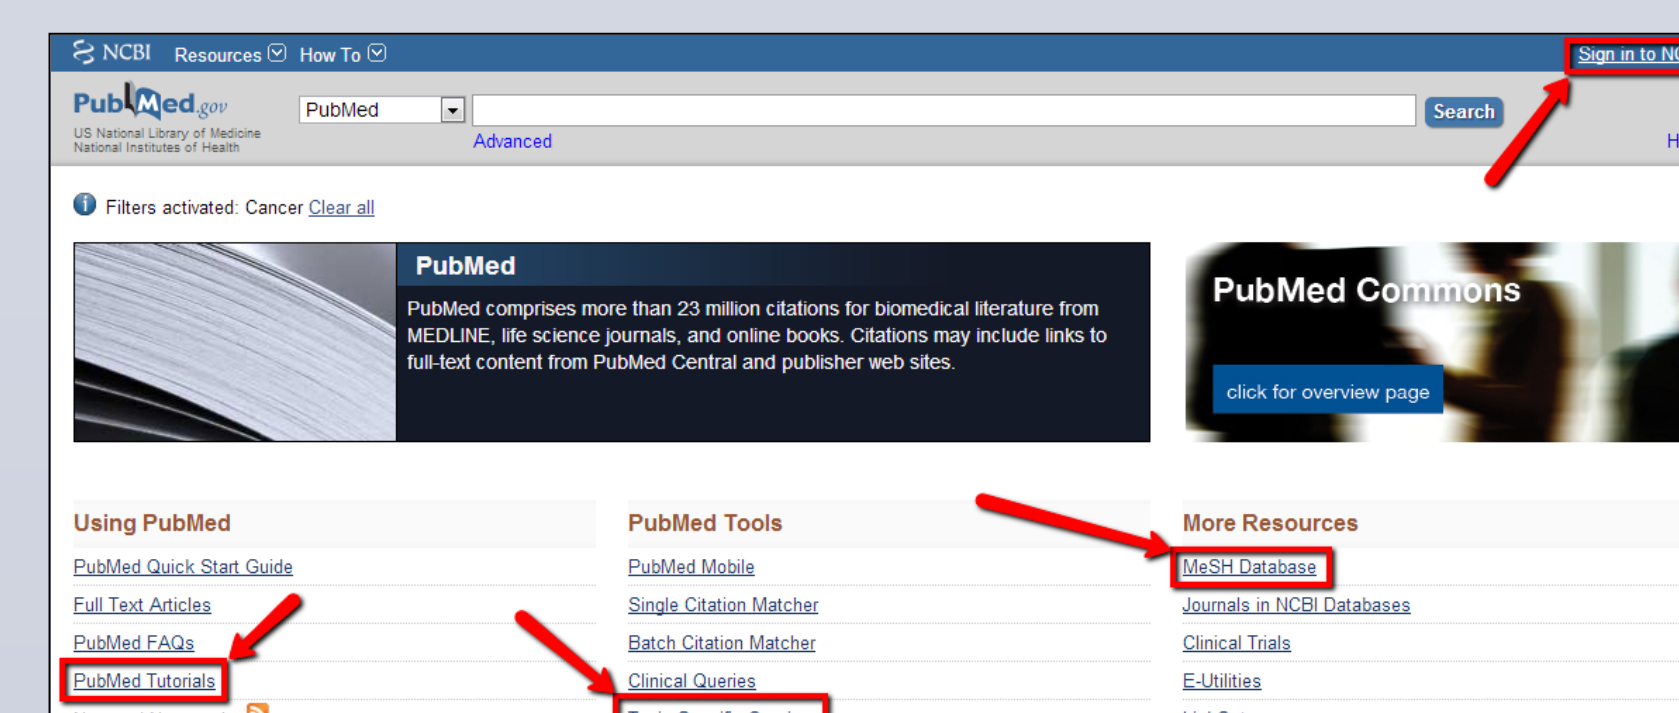 NCBI Resources How To
Sign in to
PubMed.gov
US National Library of Medicine
National Institutes of Health
PubMed
Search
Advanced
Filters activated: Cancer Clear all
PubMed
PubMed comprises more than 23 million citations for biomedical literature from
MEDLINE, life science journals, and online books. Citations may include links to
full-text content from PubMed Central and publisher web sites.
PubMed Commons
click for overview page
Using PubMed
PubMed Quick Start Guide
Full Text Articles
PubMed FAQs
PubMed Tutorials
PubMed Tools
PubMed Mobile
Single Citation Matcher
Batch Citation Matcher
Clinical Queries
More Resources
MeSH Database
Journals in NCBI Databases
Clinical Trials
E-Utilities